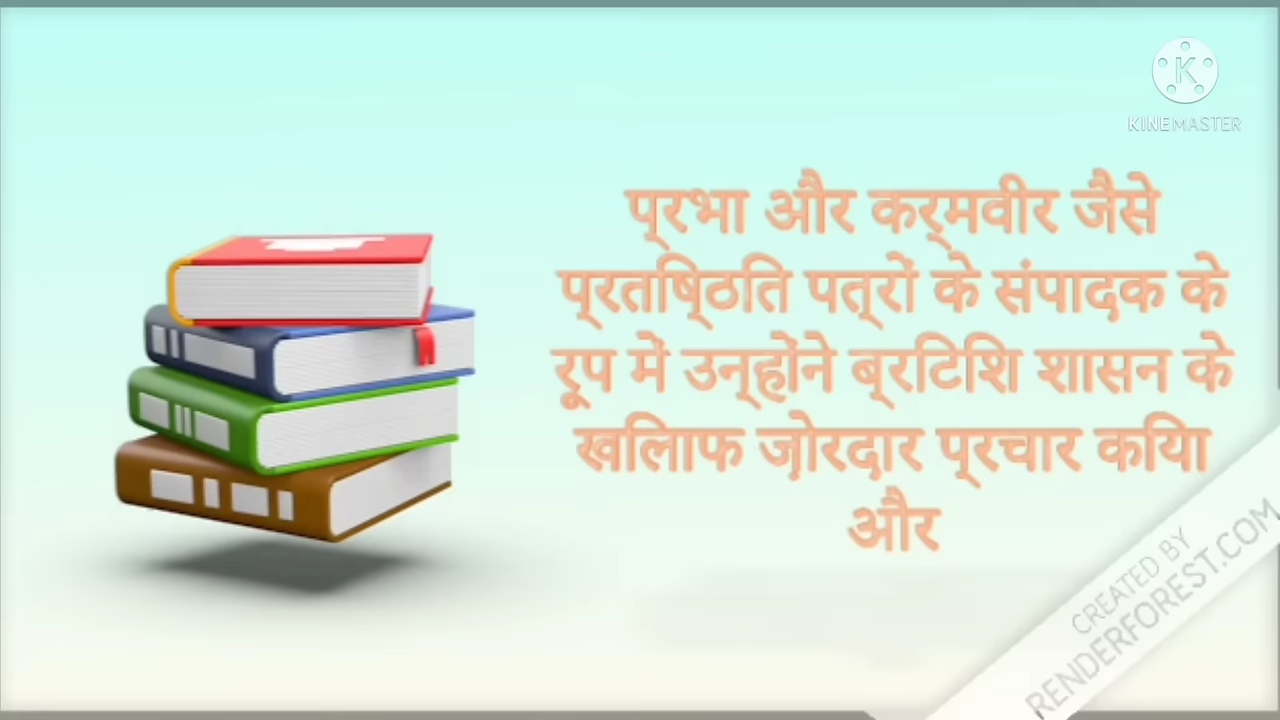 KINEMASTER
प्रभा और कर्मवीर जैसे
प्रतिष्ठित पत्रों के संपादक के
रूप में उन्होंने ब्रिटिश शासन के
खिलाफ ज़ोरदार प्रचार किया
और
CREATED BY
RENDERFOREST.COM